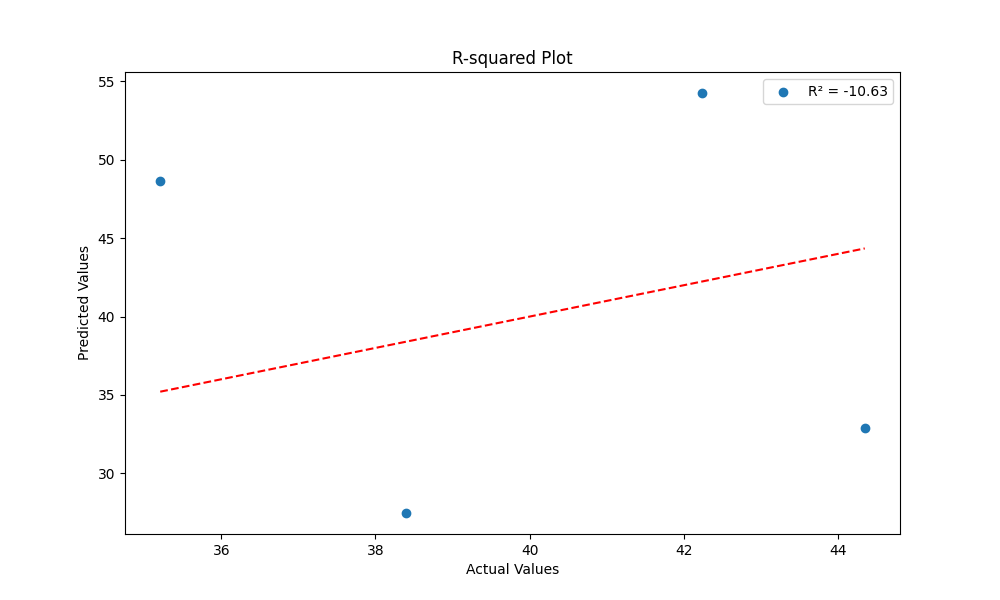 R-squared Plot
R² = -10.63
Predicted Values
55
50
45
40
35
30
36 38 40 42 44
Actual Values